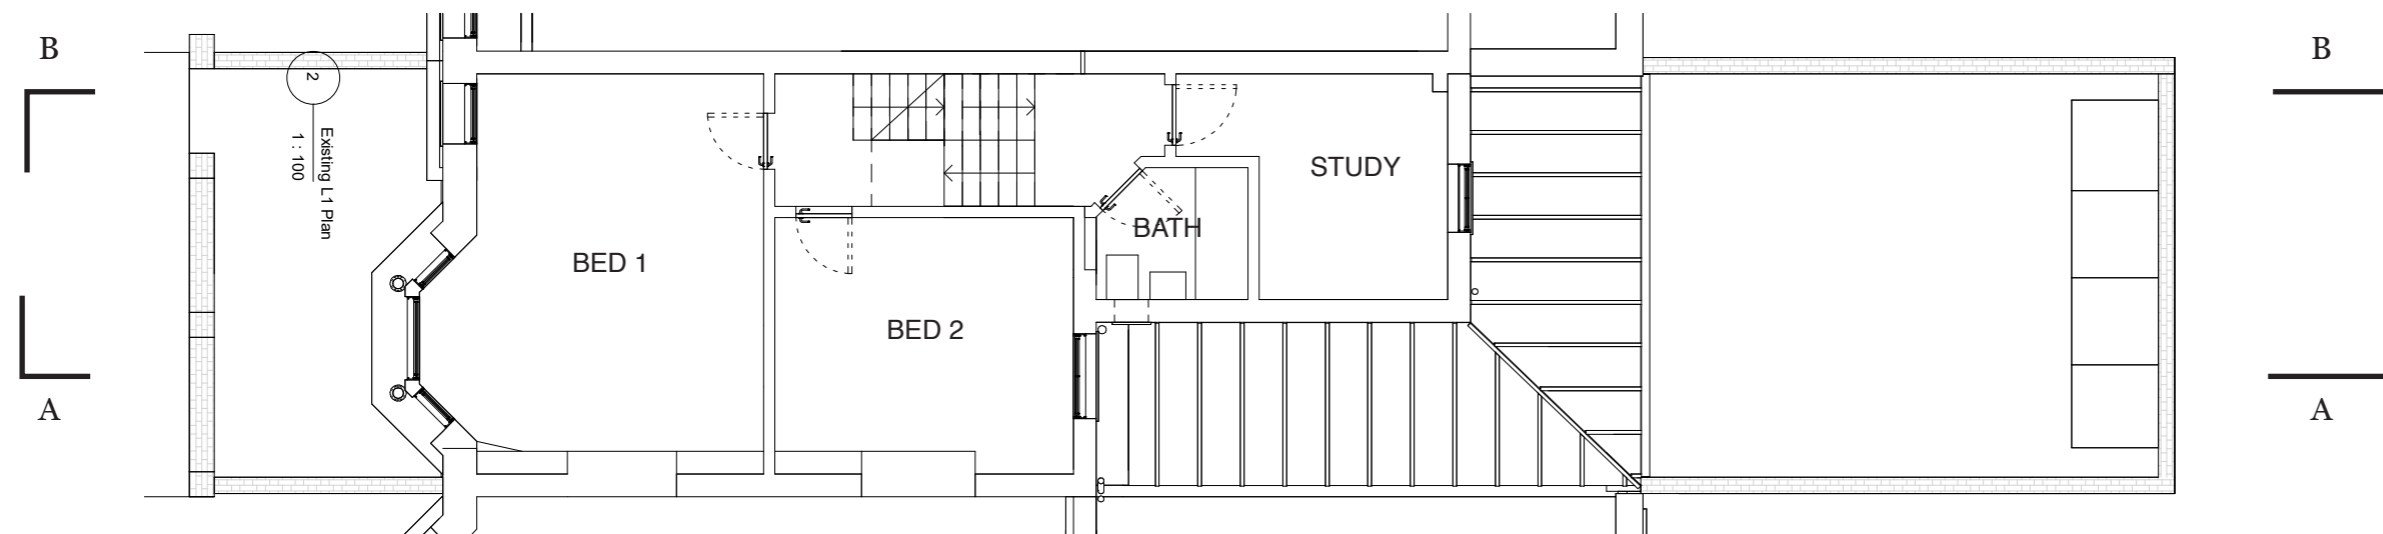 B
B
2
Existing L1 Plan
1 : 100
STUDY
BATH
BED 1
BED 2
A
A